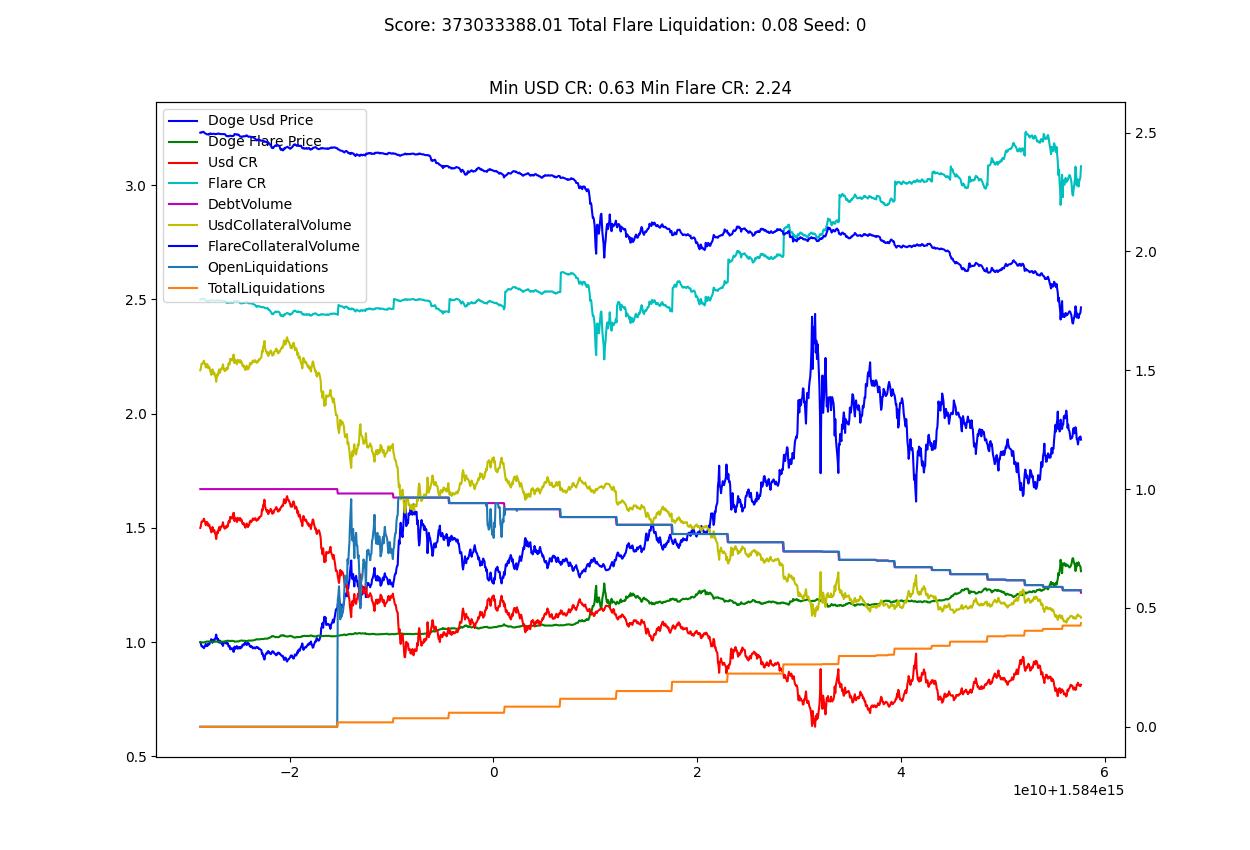 Score: 373033388.01 Total Flare Liquidation: 0.08 Seed: 0
Min USD CR: 0.63 Min Flare CR: 2.24
Doge Usd Price
Doge Flare Price
Usd CR
Flare CR
DebtVolume
UsdCollateralVolume
FlareCollateralVolume
OpenLiquidations
TotalLiquidations
3.0
2.5
2.0
1.5
1.0
0.5
2.5
2.0
1.5
1.0
0.5
0.0
−2
0
2
4
6
1e10+1.584e15